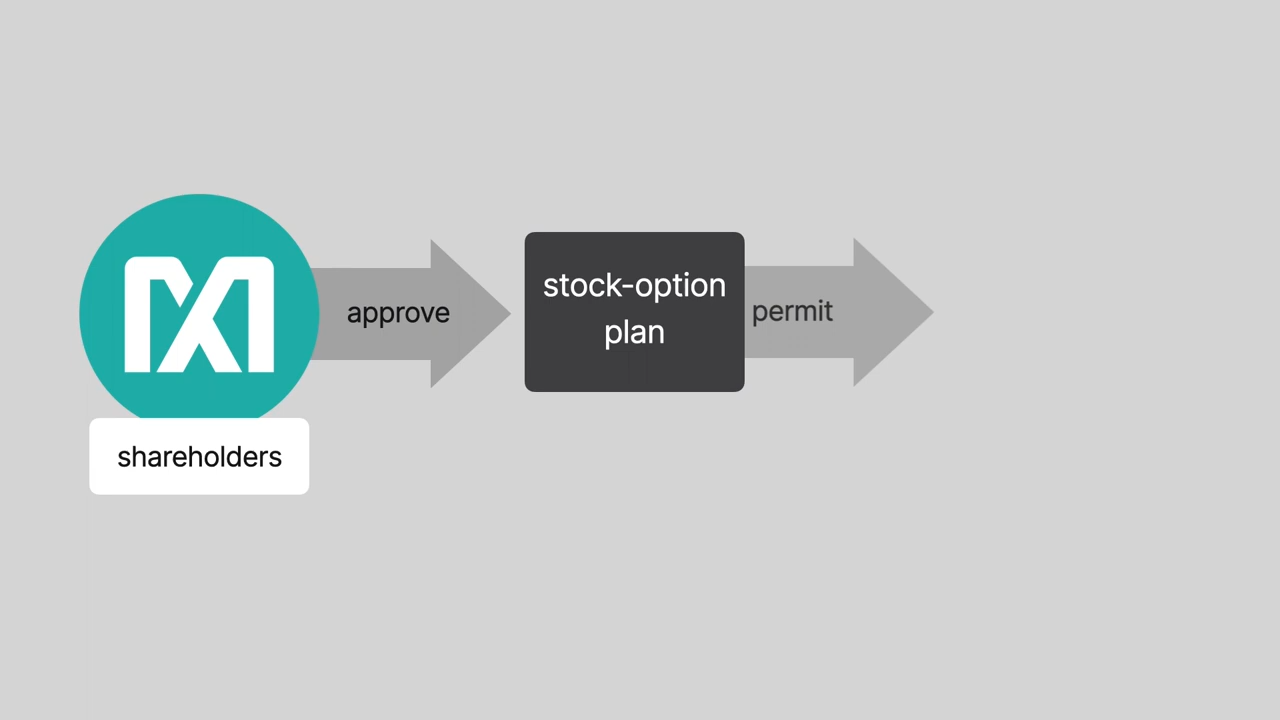 approve
stock-option
plan
permit
shareholders